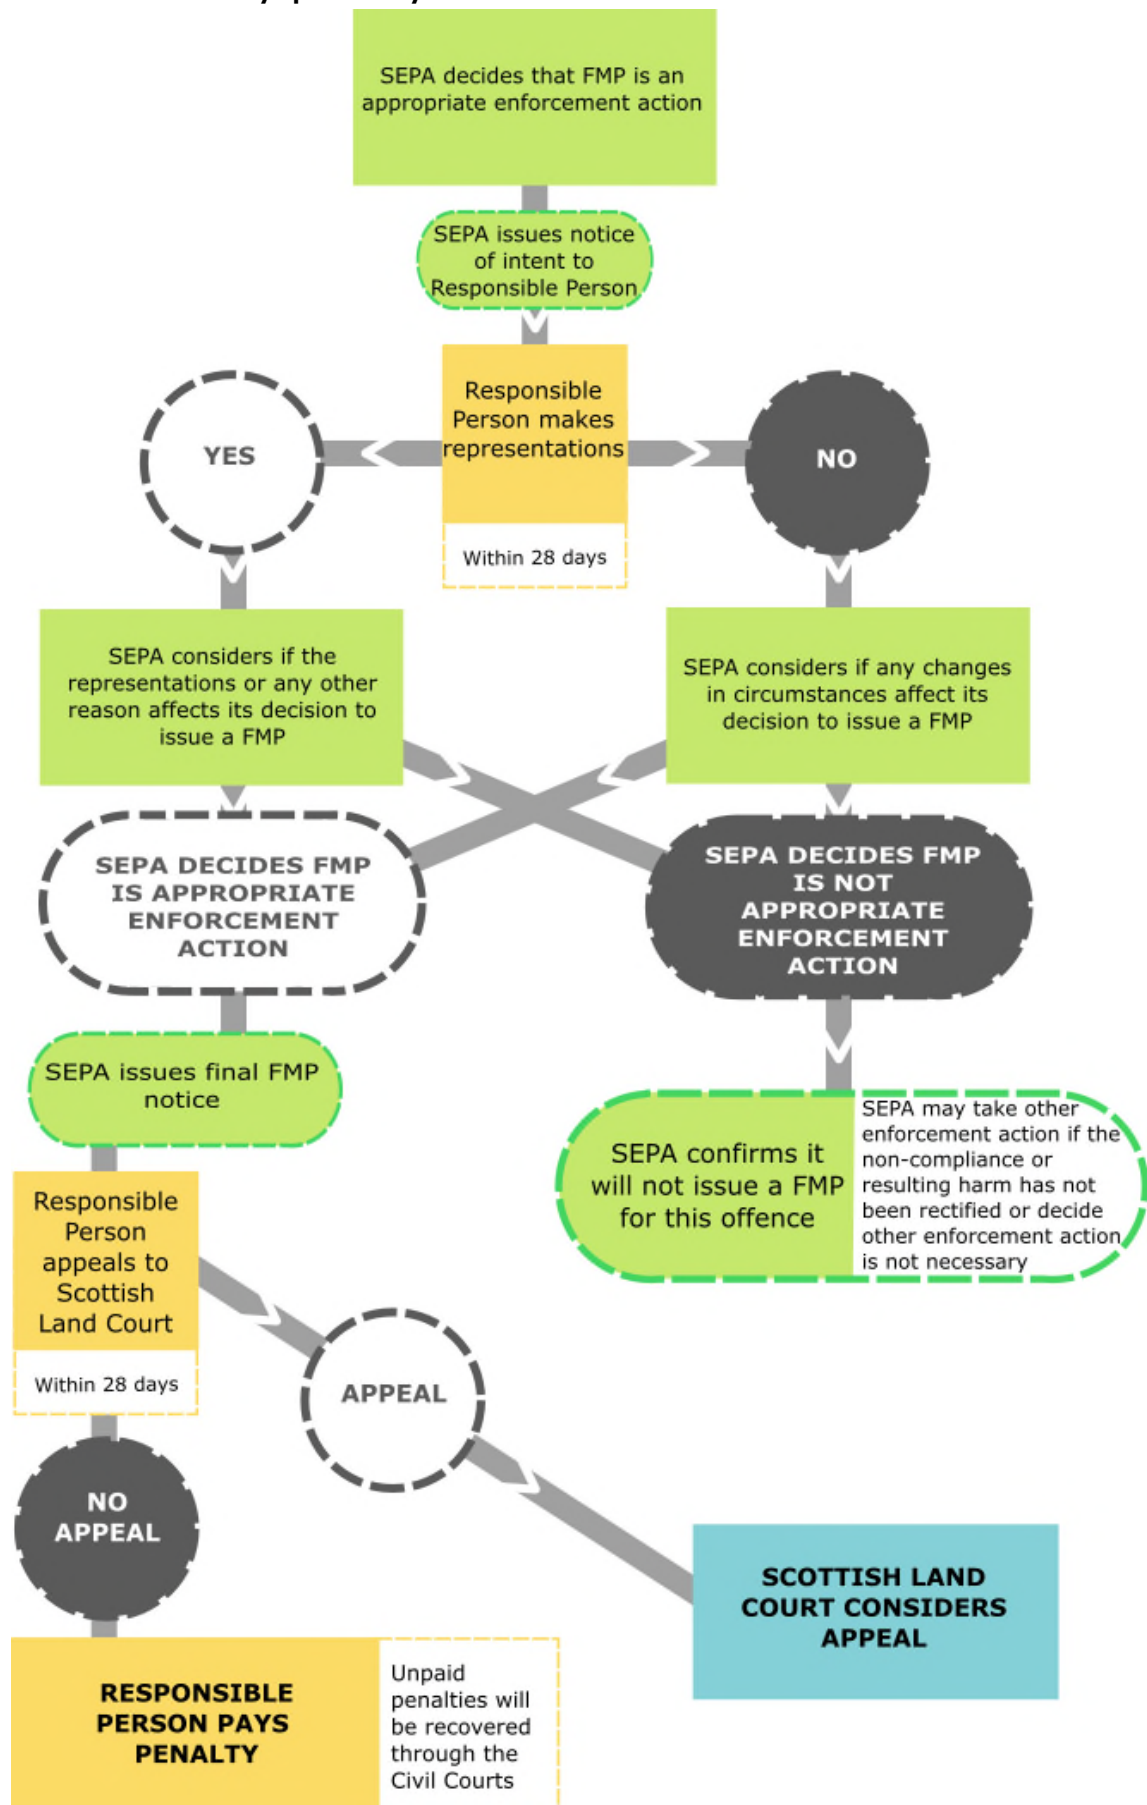 SEPA decides that FMP is an
appropriate enforcement action
SEPA issues notice
of intent to
Responsible Person
Responsible
Person makes
representations
Within 28 days
YES
NO
SEPA considers if the
representations or any other
reason affects its decision to
issue a FMP
SEPA considers if any changes
in circumstances affect its
decision to issue a FMP
SEPA DECIDES FMP
IS APPROPRIATE
ENFORCEMENT
ACTION
SEPA DECIDES FMP
IS NOT
APPROPRIATE
ENFORCEMENT
ACTION
SEPA issues final FMP
notice
SEPA confirms it
will not issue a FMP
for this offence
SEPA may take other
enforcement action if the
non-compliance or
resulting harm has not
been rectified or decide
other enforcement action
is not necessary
Responsible
Person
appeals to
Scottish
Land Court
Within 28 days
APPEAL
NO
APPEAL
SCOTTISH LAND
COURT CONSIDERS
APPEAL
RESPONSIBLE
PERSON PAYS
PENALTY
Unpaid
penalties will
be recovered
through the
Civil Courts